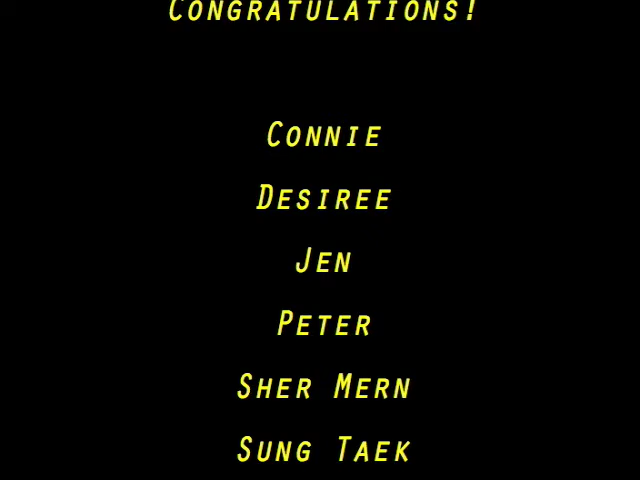 CONGRATULATIONS!
CONNIE
DESIREE
JEN
PETER
SHER MERN
SUNG TAEK